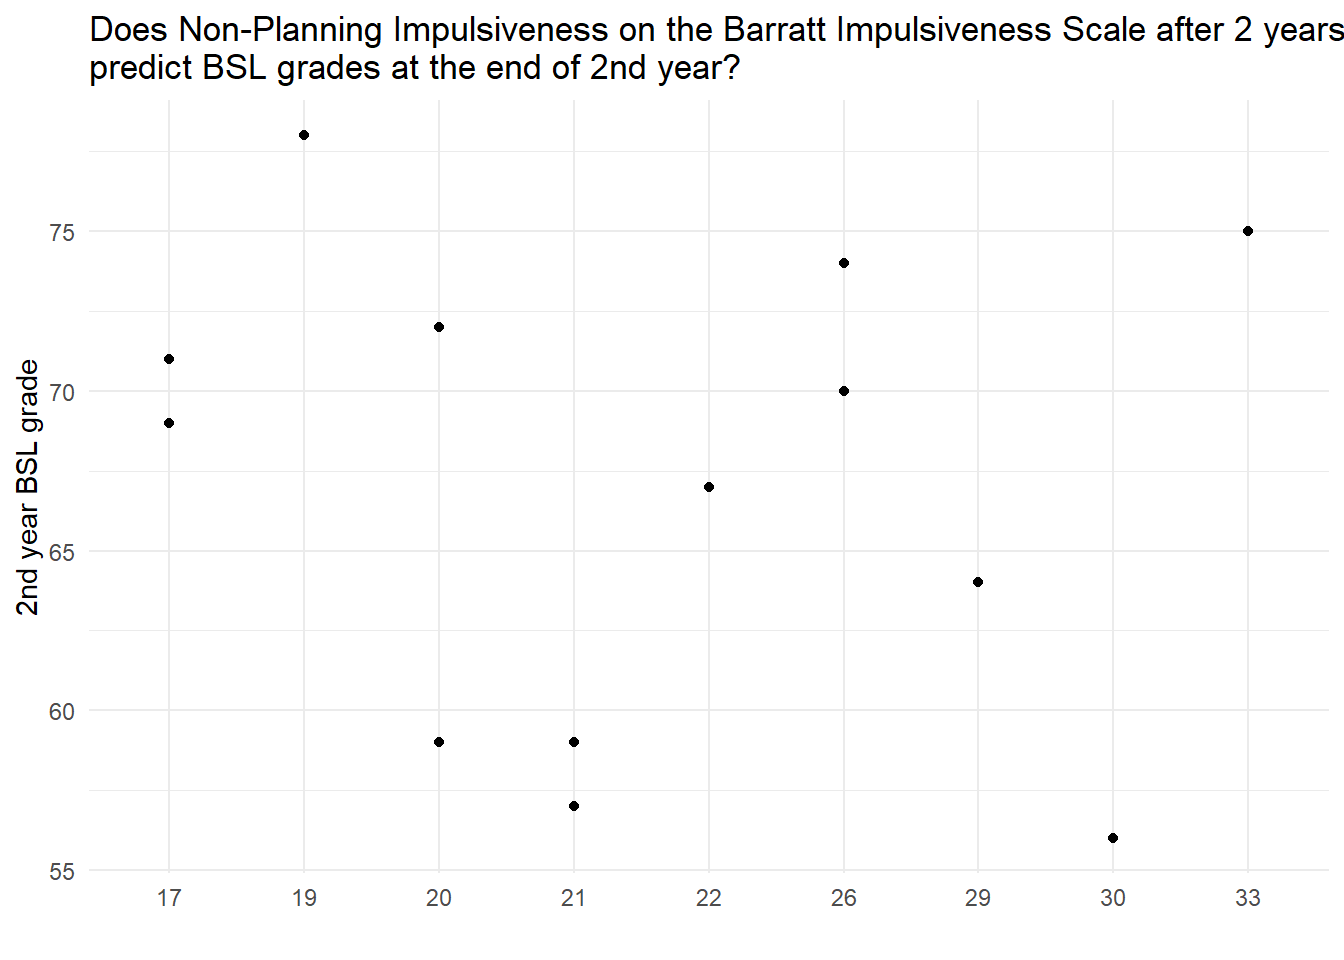 Does Non-Planning Impulsiveness on the Barratt Impulsiveness Scale after 2 years
predict BSL grades at the end of 2nd year?
2nd year BSL grade
75
70
65
60
55
17 19 20 21 22 26 29 30 33